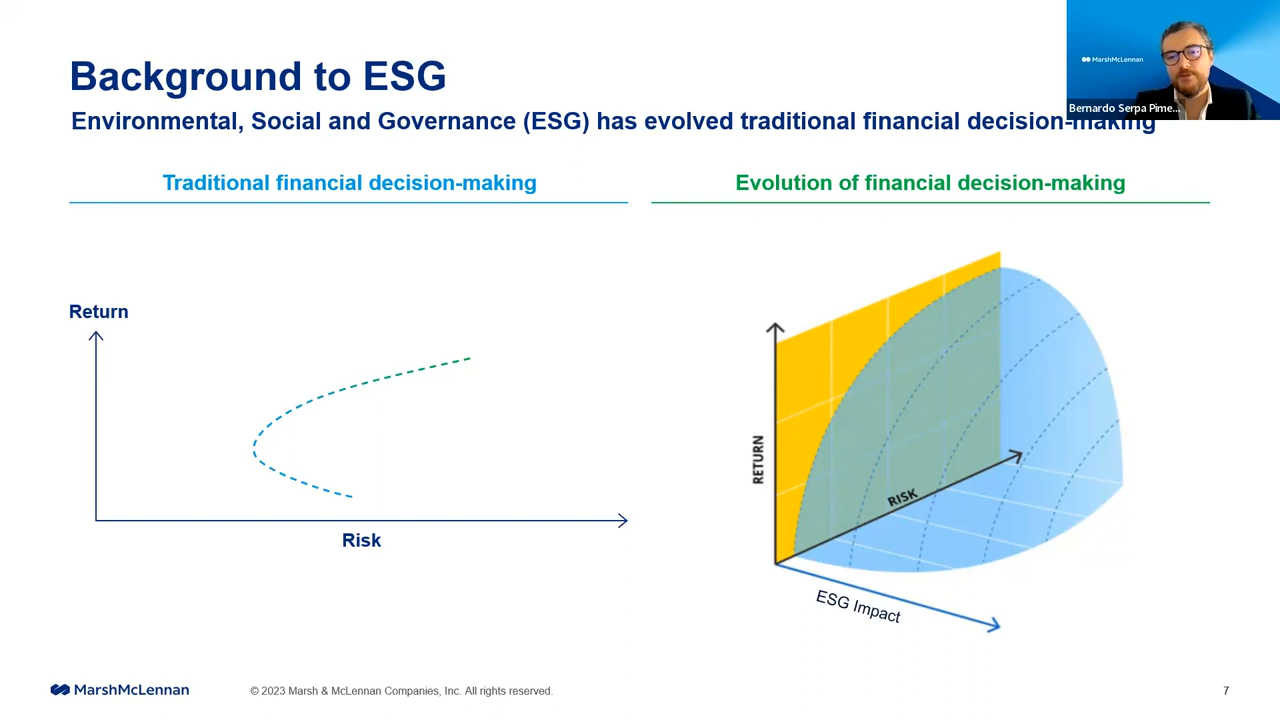 Background to ESG
Environmental, Social and Governance (ESG) has evolved traditional financial decision-making
MarshMcLennan
Bernardo Serpa Pime...
Traditional financial decision-making
Evolution of financial decision-making
Return
Risk
RETURN
RISK
ESG Impact
MarshMcLennan
© 2023 Marsh & McLennan Companies, Inc. All rights reserved.
7